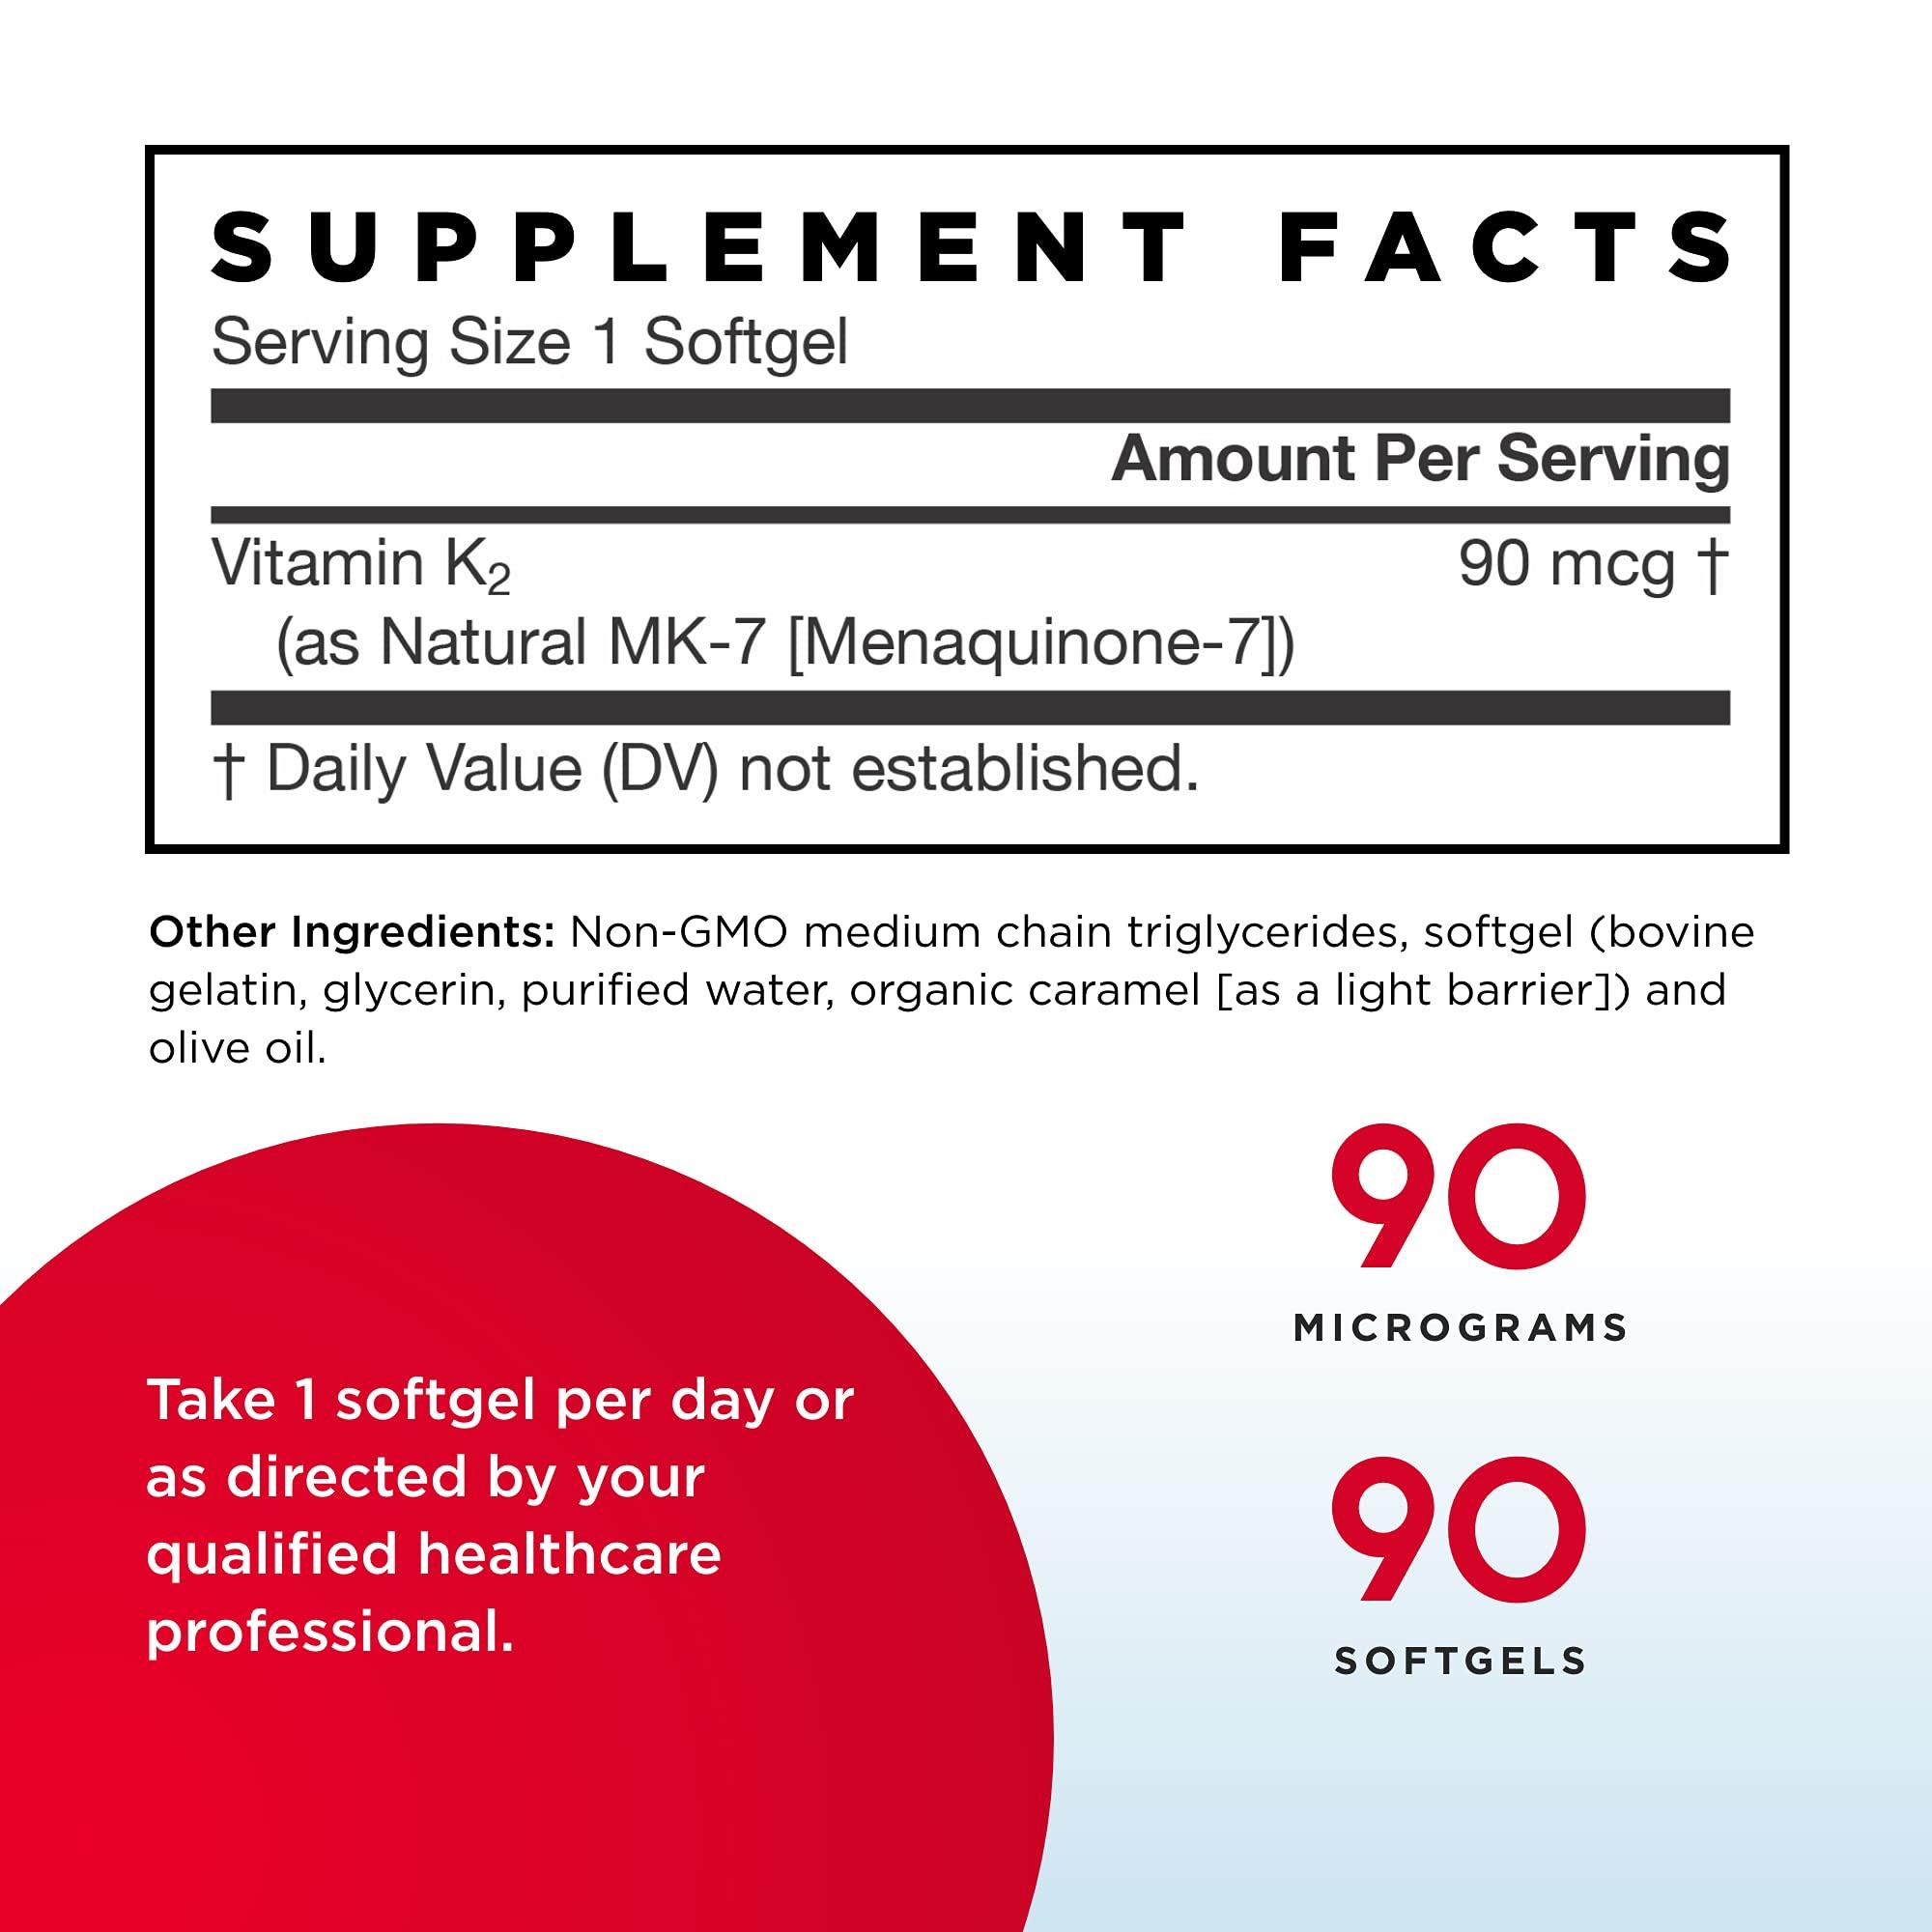 SUPPLEMENT FACTS
Serving Size 1 Softgel
Amount Per Serving
Vitamin K₂ 90 mcg †
(as Natural MK-7 [Menaquinone-7])
† Daily Value (DV) not established.
Other Ingredients: Non-GMO medium chain triglycerides, softgel (bovine
gelatin, glycerin, purified water, organic caramel [as a light barrier]) and
olive oil.
Take 1 softgel per day or
as directed by your
qualified healthcare
professional.
90
MICROGRAMS
90
SOFTGELS